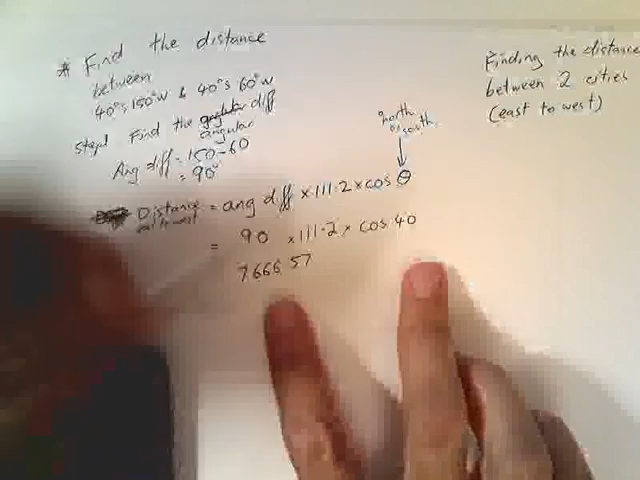 * Find the distance
between
40°S 150°W & 40°S 60°W
Step1 Find the angular diff
Ang diff = 150-60
= 90°
Distance = ang diff × 111.2 × cos θ
= 90 × 111.2 × cos 40
7666 57
north
or south
Finding the distance
between 2 cities
(east to west)